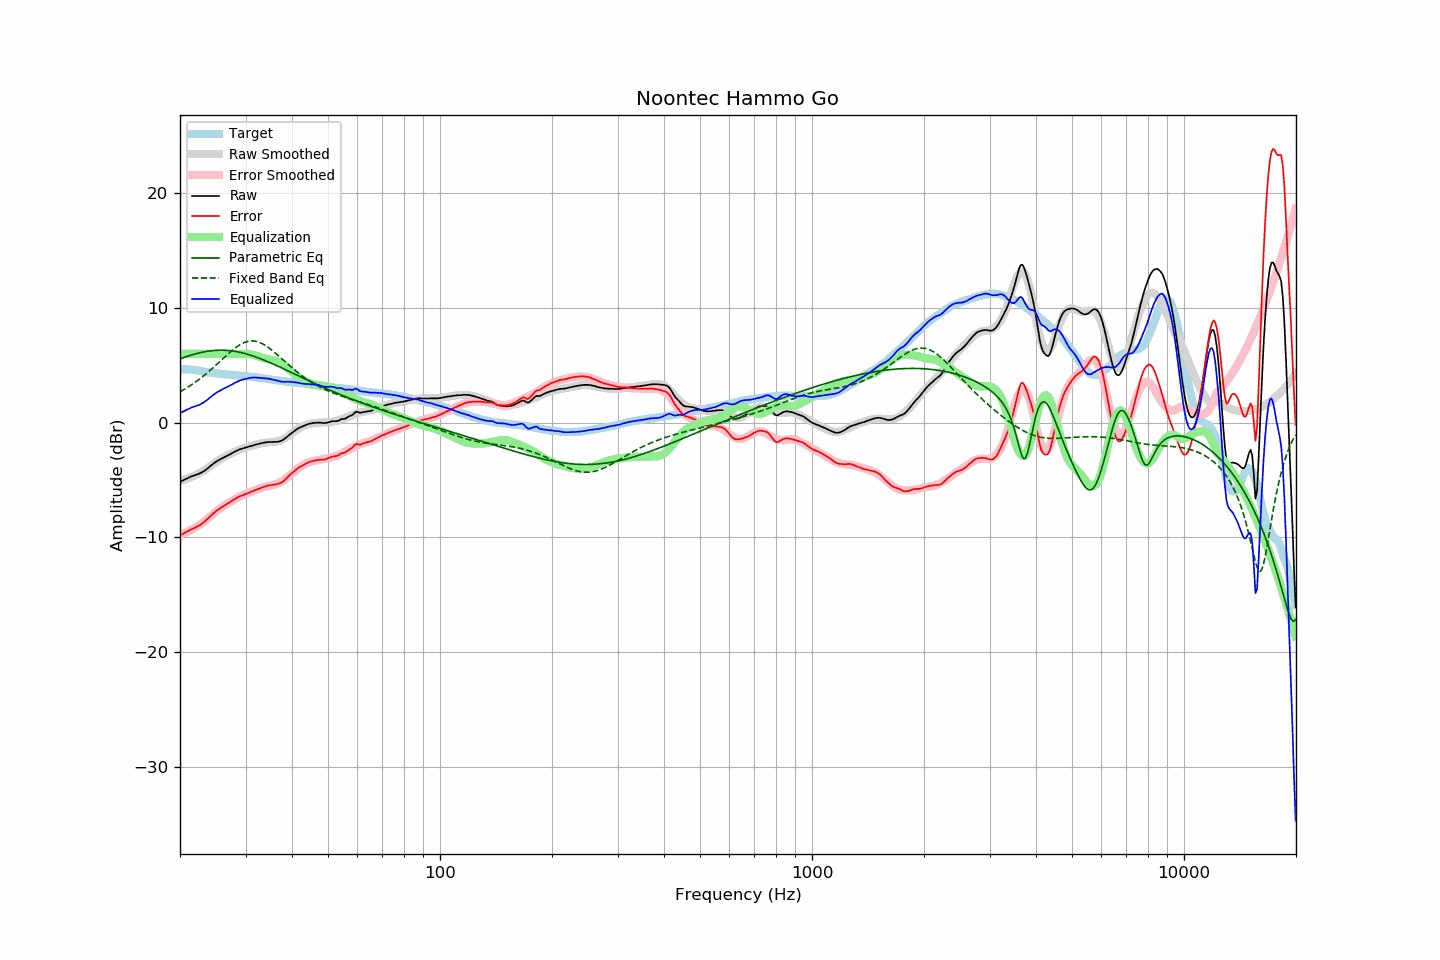 Noontec Hammo Go
Target
Raw Smoothed
Error Smoothed
Raw
Error
Equalization
Parametric Eq
Fixed Band Eq
Equalized
20
10
0
−10
−20
−30
Amplitude (dBr)
100
1000
10000
Frequency (Hz)